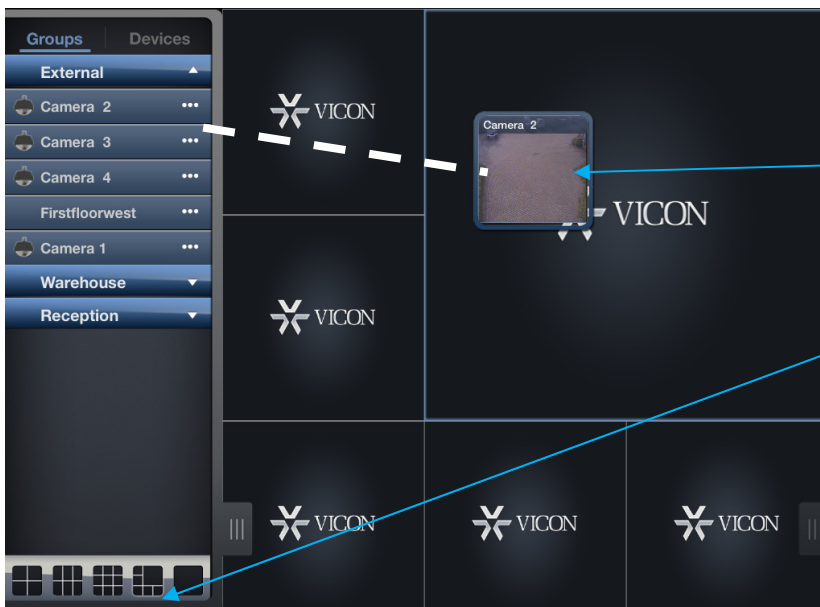 Groups Devices
External
Camera 2
Camera 3
Camera 4
Firstfloorwest
Camera 1
Warehouse
Reception
VICON
Camera 2
VICON
VICON
VICON
VICON
VICON